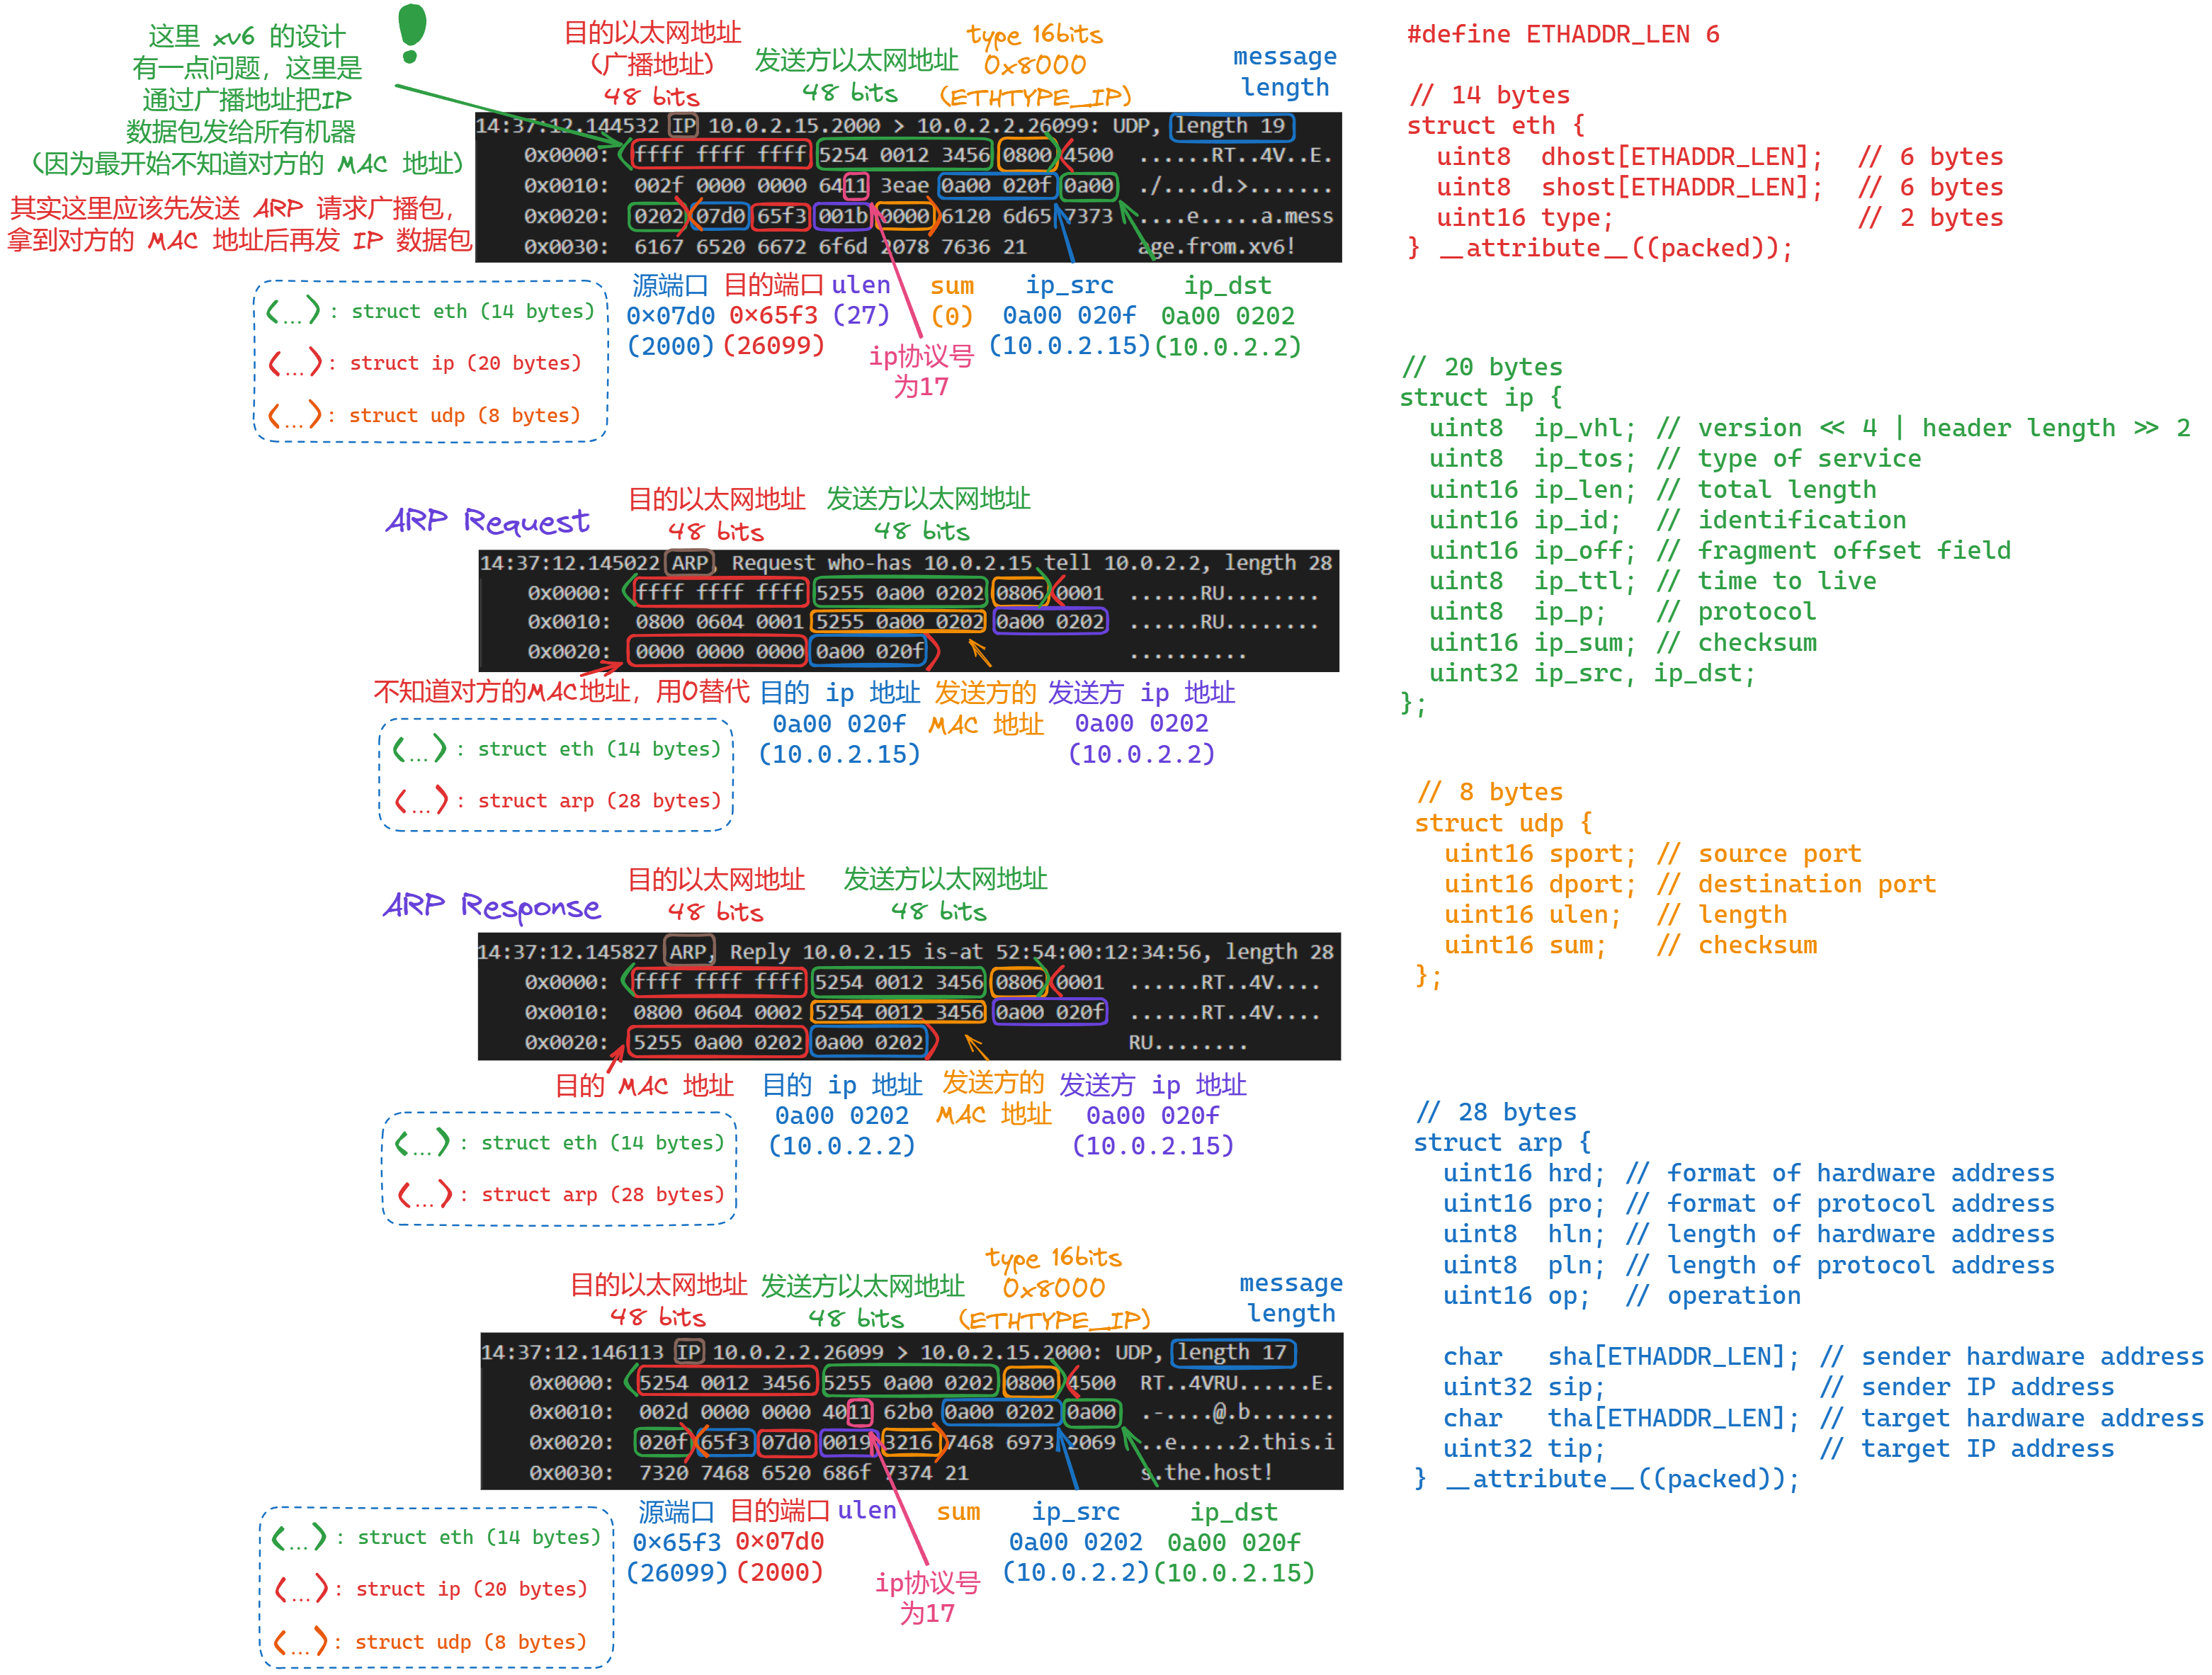 这里 xv6 的设计
有一点问题，这里是
通过广播地址把IP
数据包发给所有机器
(因为最开始不知道对方的 MAC 地址)
其实这里应该先发送 ARP 请求广播包，
拿到对方的 MAC 地址后再发 IP 数据包
目的以太网地址
(广播地址)
48 bits
发送方以太网地址
48 bits
type 16bits
0x8000
(ETHTYPE_IP)
message
length
14:37:12.144532 IP 10.0.2.15.2000 > 10.0.2.2.26099: UDP, length 19
0x0000: ffff ffff ffff 5254 0012 3456 0800 4500 ......RT..4V..E.
0x0010: 002f 0000 0000 6411 3eae 0a00 020f 0a00 ./....d.>.......
0x0020: 0202 07d0 65f3 001b 0000 6120 6d65 7373 ....e.....a.mess
0x0030: 6167 6520 6672 6f6d 2078 7636 21 age.from.xv6!
源端口
0×07d0
(2000)
目的端口
0×65f3
(26099)
ulen
(27)
sum
(0)
ip_src
0a00 020f
(10.0.2.15)
ip_dst
0a00 0202
(10.0.2.2)
ip协议号
为17
<...> : struct eth (14 bytes)
<...> : struct ip (20 bytes)
<...> : struct udp (8 bytes)
ARP Request
目的以太网地址
48 bits
发送方以太网地址
48 bits
14:37:12.145022 ARP, Request who-has 10.0.2.15 tell 10.0.2.2, length 28
0x0000: ffff ffff ffff 5255 0a00 0202 0806 0001 ......RU........
0x0010: 0800 0604 0001 5255 0a00 0202 0a00 0202 ......RU........
0x0020: 0000 0000 0000 0a00 020f ..........
不知道对方的MAC地址，用0替代
目的 ip 地址
0a00 020f
(10.0.2.15)
发送方的
MAC 地址
发送方 ip 地址
0a00 0202
(10.0.2.2)
<...> : struct eth (14 bytes)
<...> : struct arp (28 bytes)
ARP Response
目的以太网地址
48 bits
发送方以太网地址
48 bits
14:37:12.145827 ARP, Reply 10.0.2.15 is-at 52:54:00:12:34:56, length 28
0x0000: ffff ffff ffff 5254 0012 3456 0806 0001 ......RT..4V....
0x0010: 0800 0604 0002 5254 0012 3456 0a00 020f ......RT..4V....
0x0020: 5255 0a00 0202 0a00 0202 RU........
目的 MAC 地址
目的 ip 地址
0a00 0202
(10.0.2.2)
发送方的
MAC 地址
发送方 ip 地址
0a00 020f
(10.0.2.15)
<...> : struct eth (14 bytes)
<...> : struct arp (28 bytes)
目的以太网地址
48 bits
发送方以太网地址
48 bits
type 16bits
0x8000
(ETHTYPE_IP)
message
length
14:37:12.146113 IP 10.0.2.2.26099 > 10.0.2.15.2000: UDP, length 17
0x0000: 5254 0012 3456 5255 0a00 0202 0800 4500 RT..4VRU......E.
0x0010: 002d 0000 0000 4011 62b0 0a00 0202 0a00 .-....@.b.......
0x0020: 020f 65f3 07d0 0019 3216 7468 6973 2069 ..e.....2.this.i
0x0030: 7320 7468 6520 686f 7374 21 s.the.host!
源端口
0×65f3
(26099)
目的端口
0×07d0
(2000)
ulen
sum
ip_src
0a00 0202
(10.0.2.2)
ip_dst
0a00 020f
(10.0.2.15)
ip协议号
为17
<...> : struct eth (14 bytes)
<...> : struct ip (20 bytes)
<...> : struct udp (8 bytes)
#define ETHADDR_LEN 6
// 14 bytes
struct eth {
uint8 dhost[ETHADDR_LEN]; // 6 bytes
uint8 shost[ETHADDR_LEN]; // 6 bytes
uint16 type; // 2 bytes
} __attribute__((packed));
// 20 bytes
struct ip {
uint8 ip_vhl; // version << 4 | header length >> 2
uint8 ip_tos; // type of service
uint16 ip_len; // total length
uint16 ip_id; // identification
uint16 ip_off; // fragment offset field
uint8 ip_ttl; // time to live
uint8 ip_p; // protocol
uint16 ip_sum; // checksum
uint32 ip_src, ip_dst;
};
// 8 bytes
struct udp {
uint16 sport; // source port
uint16 dport; // destination port
uint16 ulen; // length
uint16 sum; // checksum
};
// 28 bytes
struct arp {
uint16 hrd; // format of hardware address
uint16 pro; // format of protocol address
uint8 hln; // length of hardware address
uint8 pln; // length of protocol address
uint16 op; // operation
char sha[ETHADDR_LEN]; // sender hardware address
uint32 sip; // sender IP address
char tha[ETHADDR_LEN]; // target hardware address
uint32 tip; // target IP address
} __attribute__((packed));